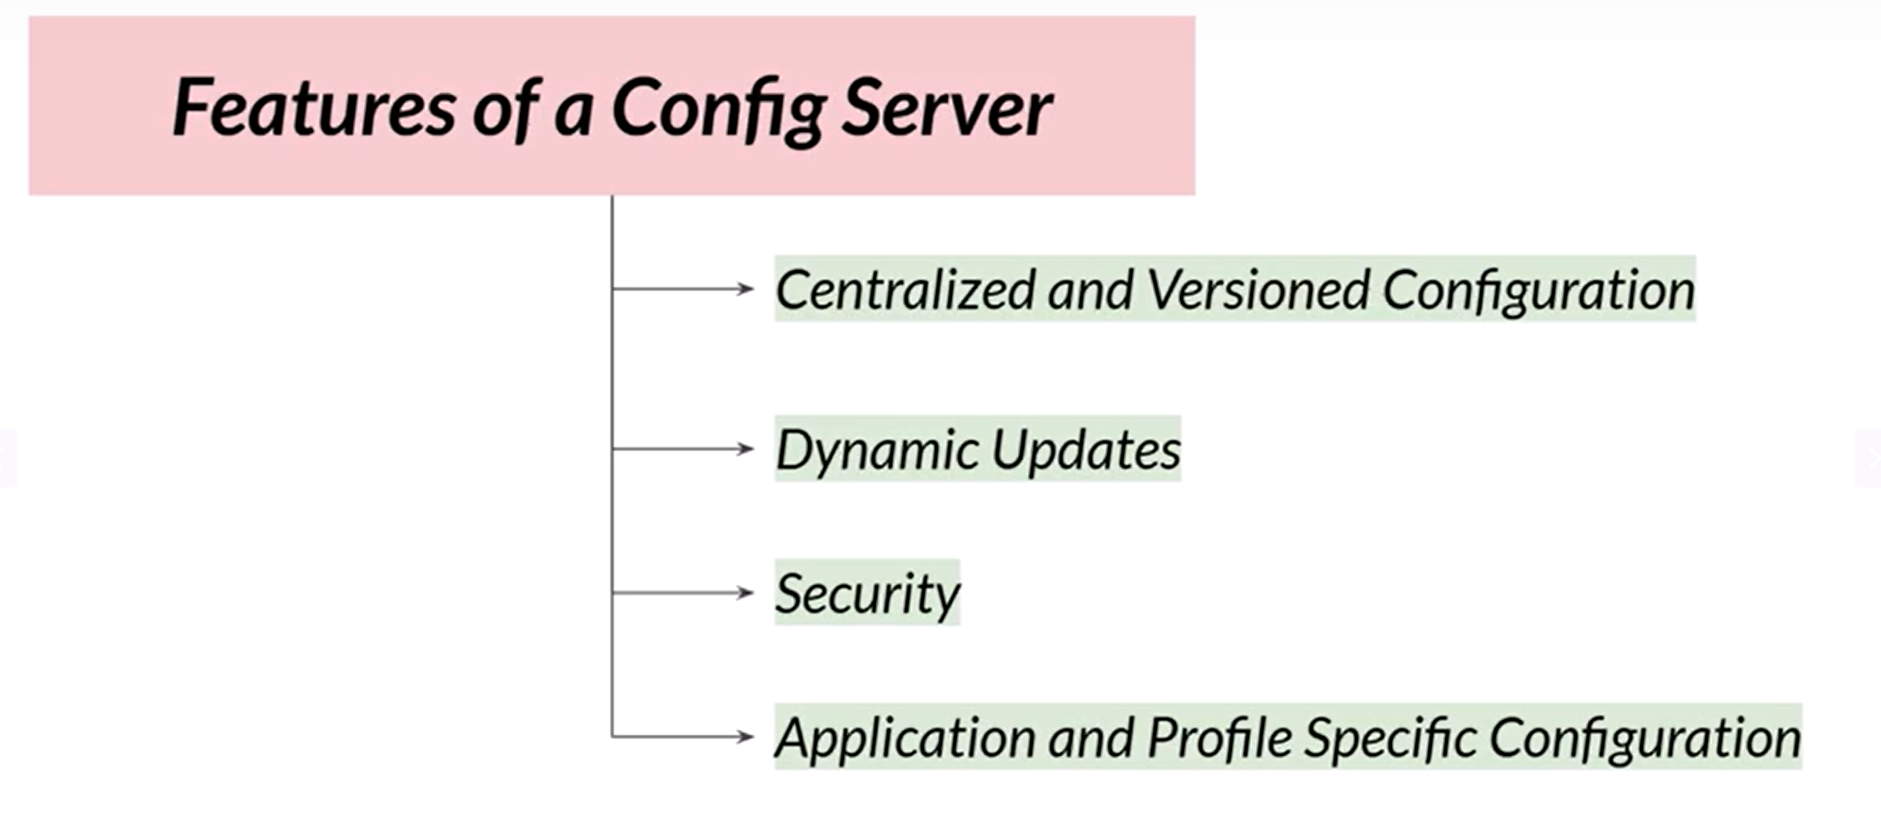 Features of a Config Server
Centralized and Versioned Configuration
Dynamic Updates
Security
Application and Profile Specific Configuration